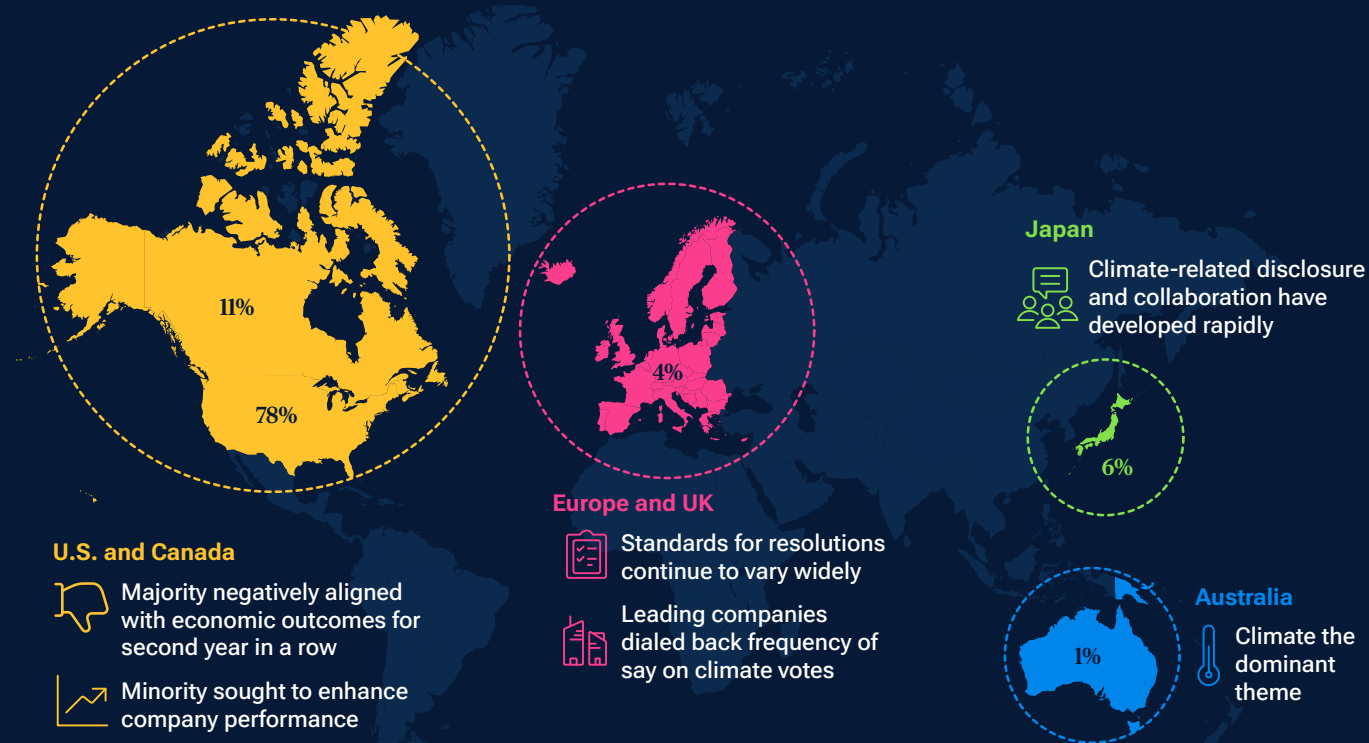 11%
78%
U.S. and Canada
Majority negatively aligned
with economic outcomes for
second year in a row
Minority sought to enhance
company performance
4%
Europe and UK
Standards for resolutions
continue to vary widely
Leading companies
dialed back frequency of
say on climate votes
Japan
Climate-related disclosure
and collaboration have
developed rapidly
6%
1%
Australia
Climate the
dominant
theme